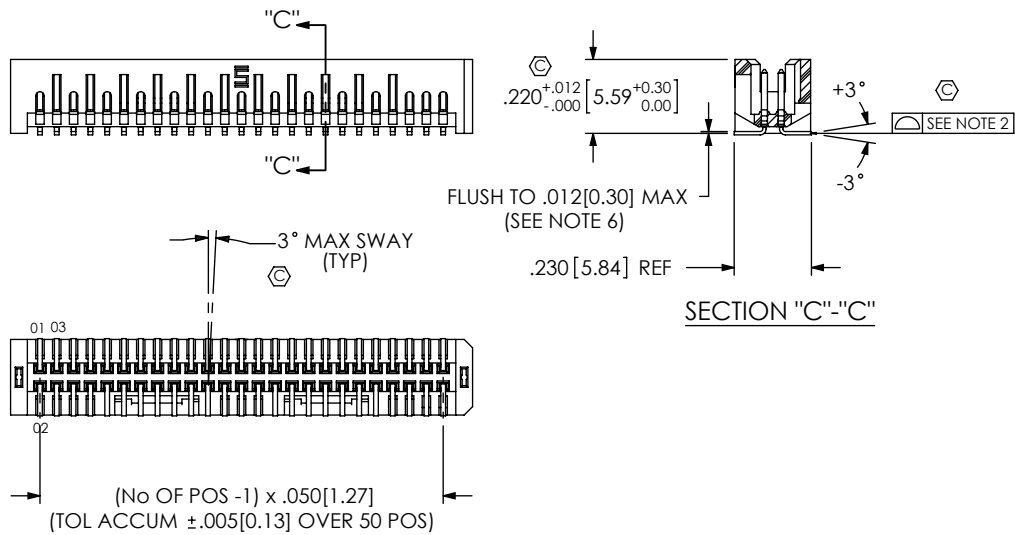 "C"
C
.220 +.012 -.000 [5.59 +0.30 0.00]
+3°
C
SEE NOTE 2
"C"
-3°
FLUSH TO .012[0.30] MAX
(SEE NOTE 6)
3° MAX SWAY
(TYP)
C
.230 [5.84] REF
SECTION "C"-"C"
01 03
02
(No OF POS -1) x .050[1.27]
(TOL ACCUM ±.005[0.13] OVER 50 POS)